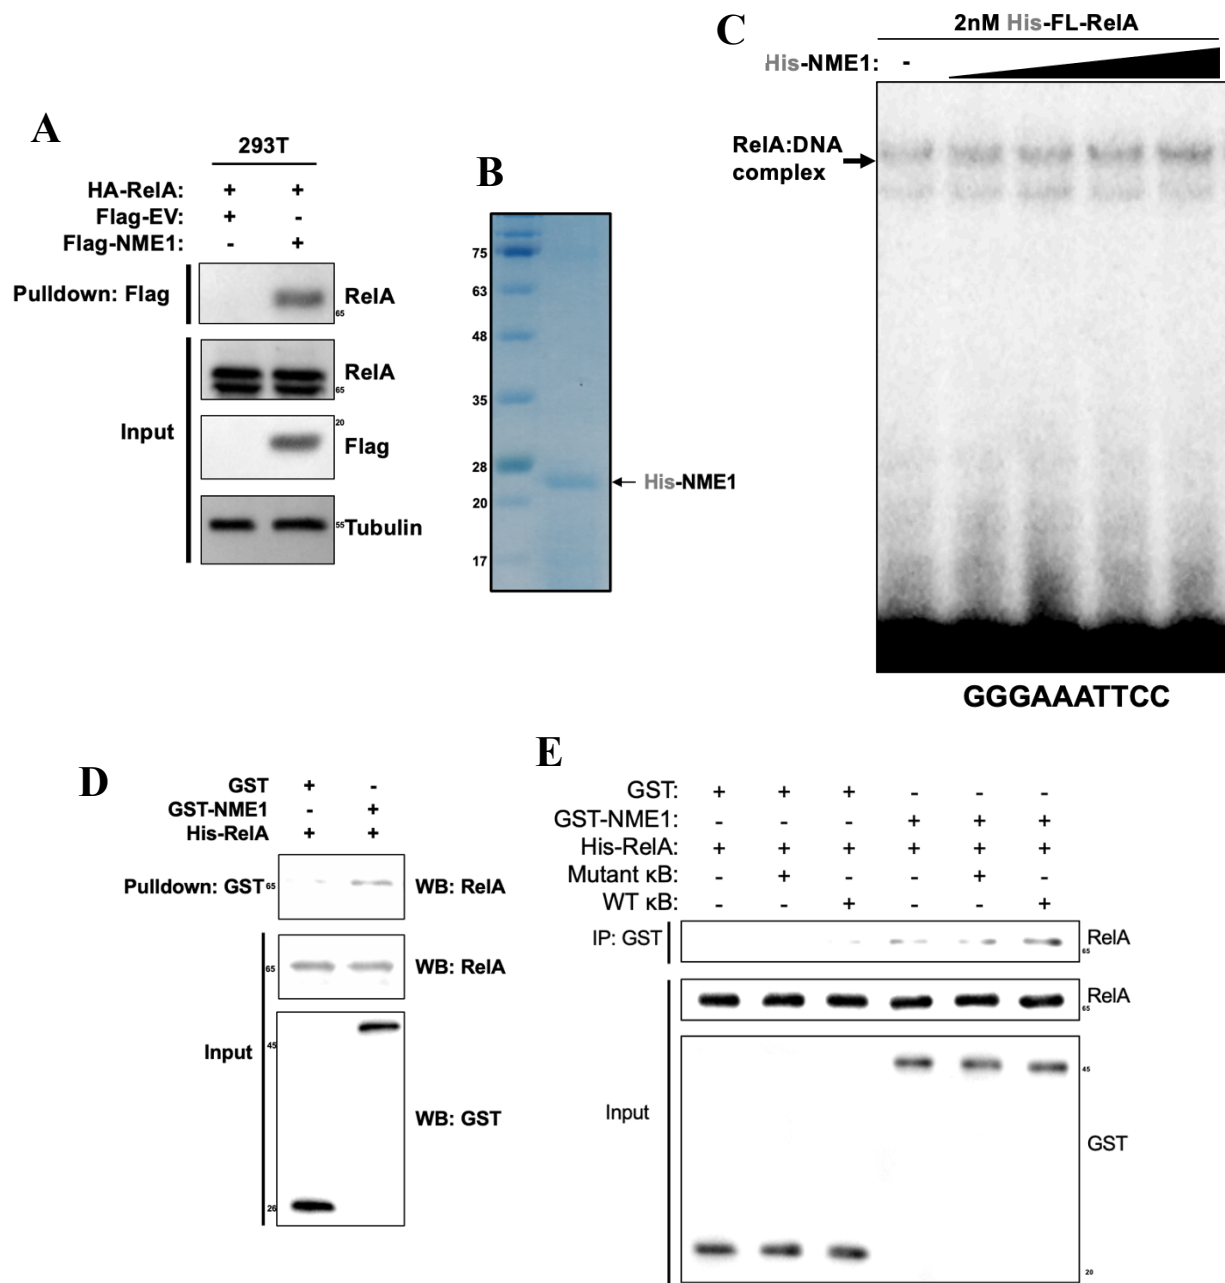 A
293T
HA-RelA: + +
Flag-EV: + -
Flag-NME1: - +
Pulldown: Flag
RelA
65
Input
RelA
65
20
Flag
55
Tubulin
B
75
63
48
35
28
20
17
His-NME1
C
2nM His-FL-RelA
His-NME1: -
RelA:DNA
complex
GGGAAATTCC
D
GST + -
GST-NME1 - +
His-RelA + +
Pulldown: GST
65
WB: RelA
65
WB: RelA
Input
45
WB: GST
26
E
GST: + + + - - -
GST-NME1: - - - + + +
His-RelA: + + + + + +
Mutant κB: - + - - + -
WT κB: - - + - - +
IP: GST
RelA
65
RelA
65
Input
45
GST
20